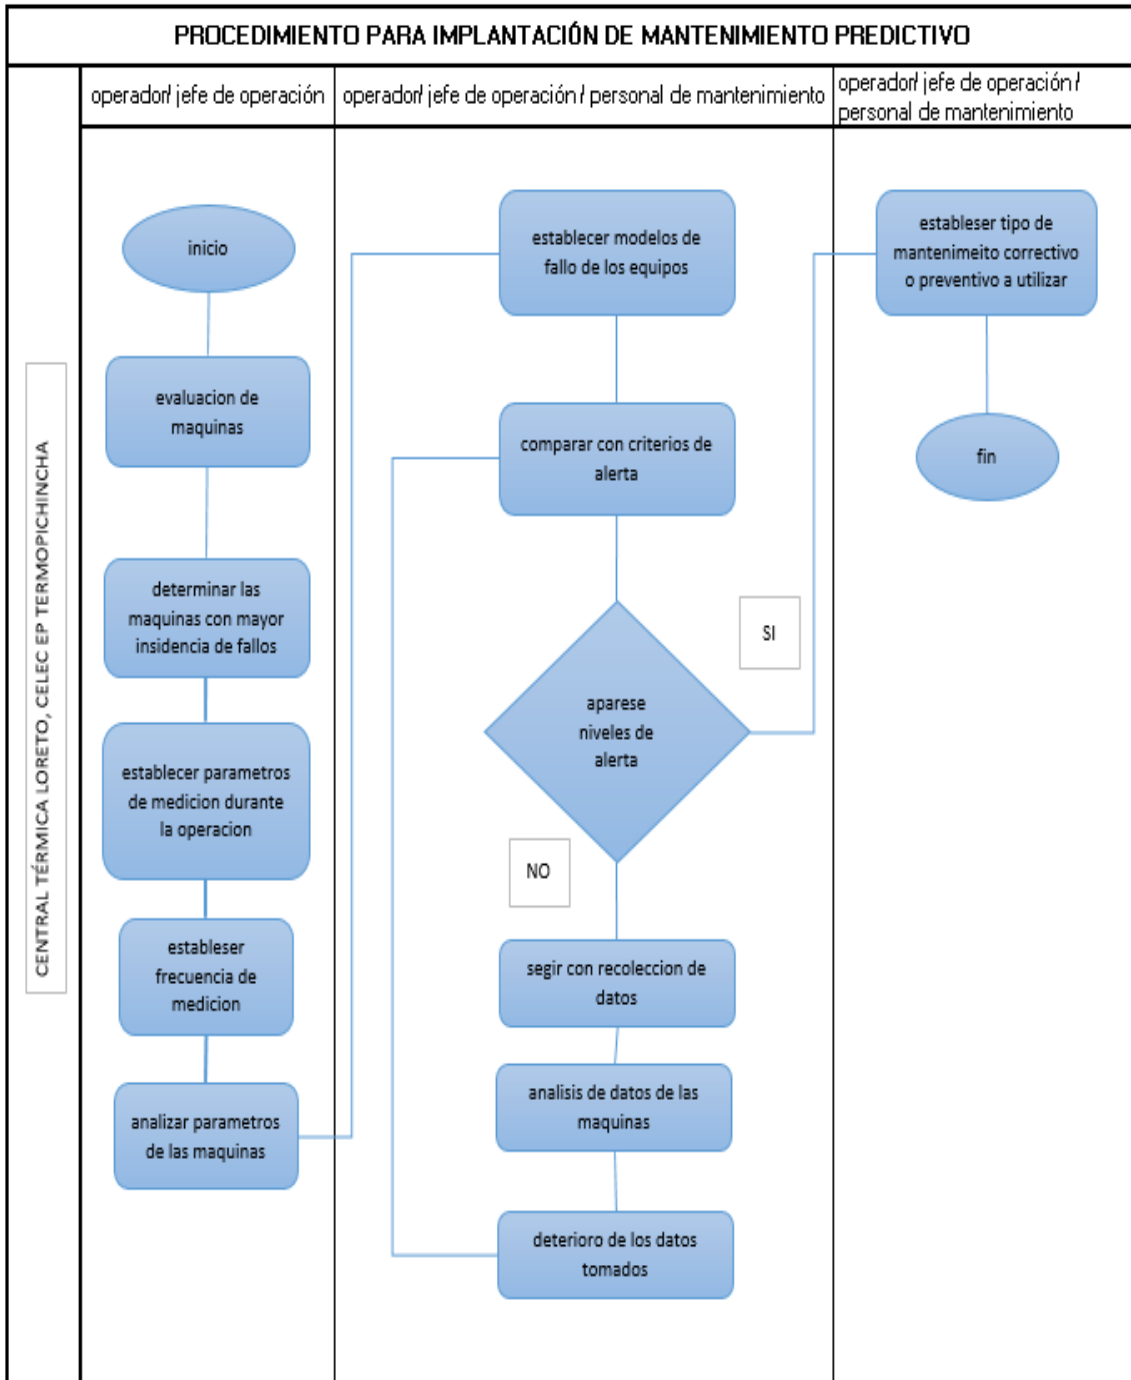 PROCEDIMIENTO PARA IMPLANTACIÓN DE MANTENIMIENTO PREDICTIVO
operador/ jefe de operación
operador/ jefe de operación / personal de mantenimiento
operador/ jefe de operación /
personal de mantenimiento
CENTRAL TÉRMICA LORETO, CELEC EP TERMOPICHINCHA
inicio
evaluacion de
maquinas
determinar las
maquinas con mayor
insidencia de fallos
establecer parametros
de medicion durante
la operacion
estableser
frecuencia de
medicion
analizar parametros
de las maquinas
establecer modelos de
fallo de los equipos
comparar con criterios de
alerta
aparese
niveles de
alerta
SI
NO
segir con recoleccion de
datos
analisis de datos de las
maquinas
deterioro de los datos
tomados
estableser tipo de
mantenimeito correctivo
o preventivo a utilizar
fin